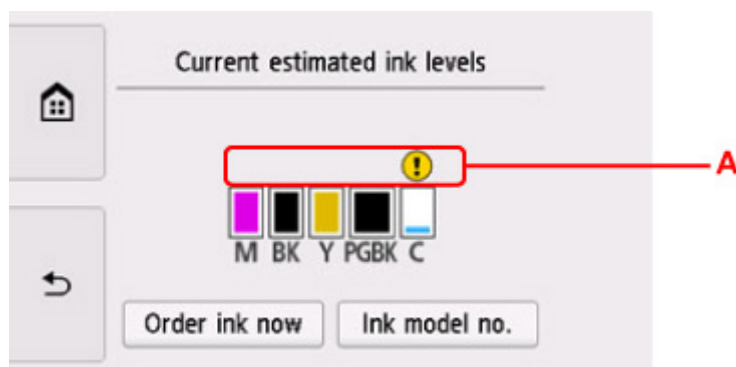 Current estimated ink levels
!
A
M BK Y PGBK C
Order ink now Ink model no.